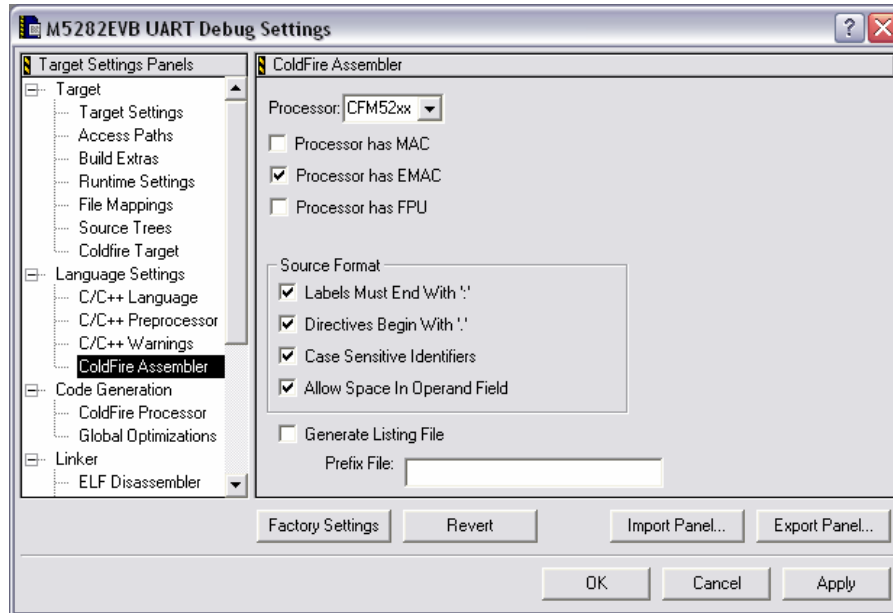 M5282EVB UART Debug Settings
Target Settings Panels
Target
Target Settings
Access Paths
Build Extras
Runtime Settings
File Mappings
Source Trees
Coldfire Target
Language Settings
C/C++ Language
C/C++ Preprocessor
C/C++ Warnings
ColdFire Assembler
Code Generation
ColdFire Processor
Global Optimizations
Linker
ELF Disassembler
ColdFire Assembler
Processor: CFM52xx
Processor has MAC
Processor has EMAC
Processor has FPU
Source Format
Labels Must End With ':'
Directives Begin With '.'
Case Sensitive Identifiers
Allow Space In Operand Field
Generate Listing File
Prefix File:
Factory Settings Revert Import Panel... Export Panel...
OK Cancel Apply